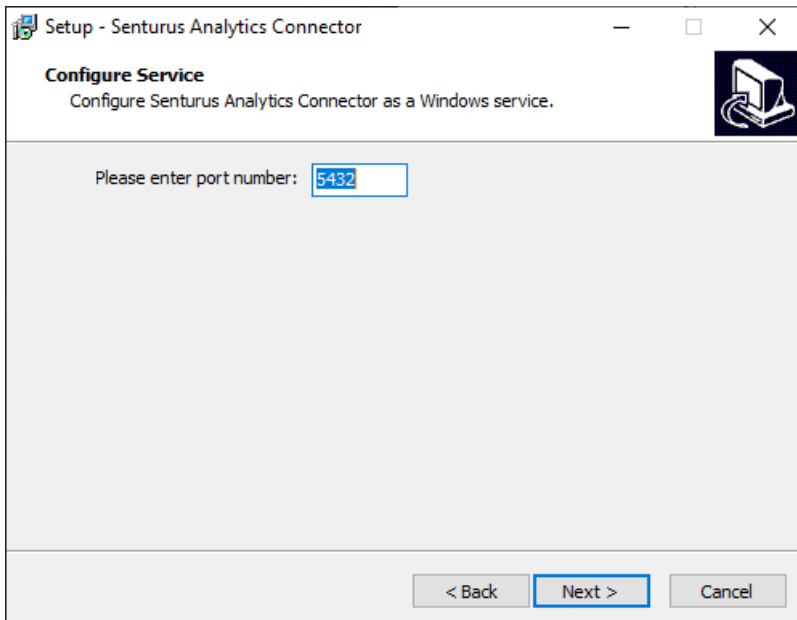 Setup - Senturus Analytics Connector
Configure Service
Configure Senturus Analytics Connector as a Windows service.
Please enter port number: 5432
< Back Next > Cancel